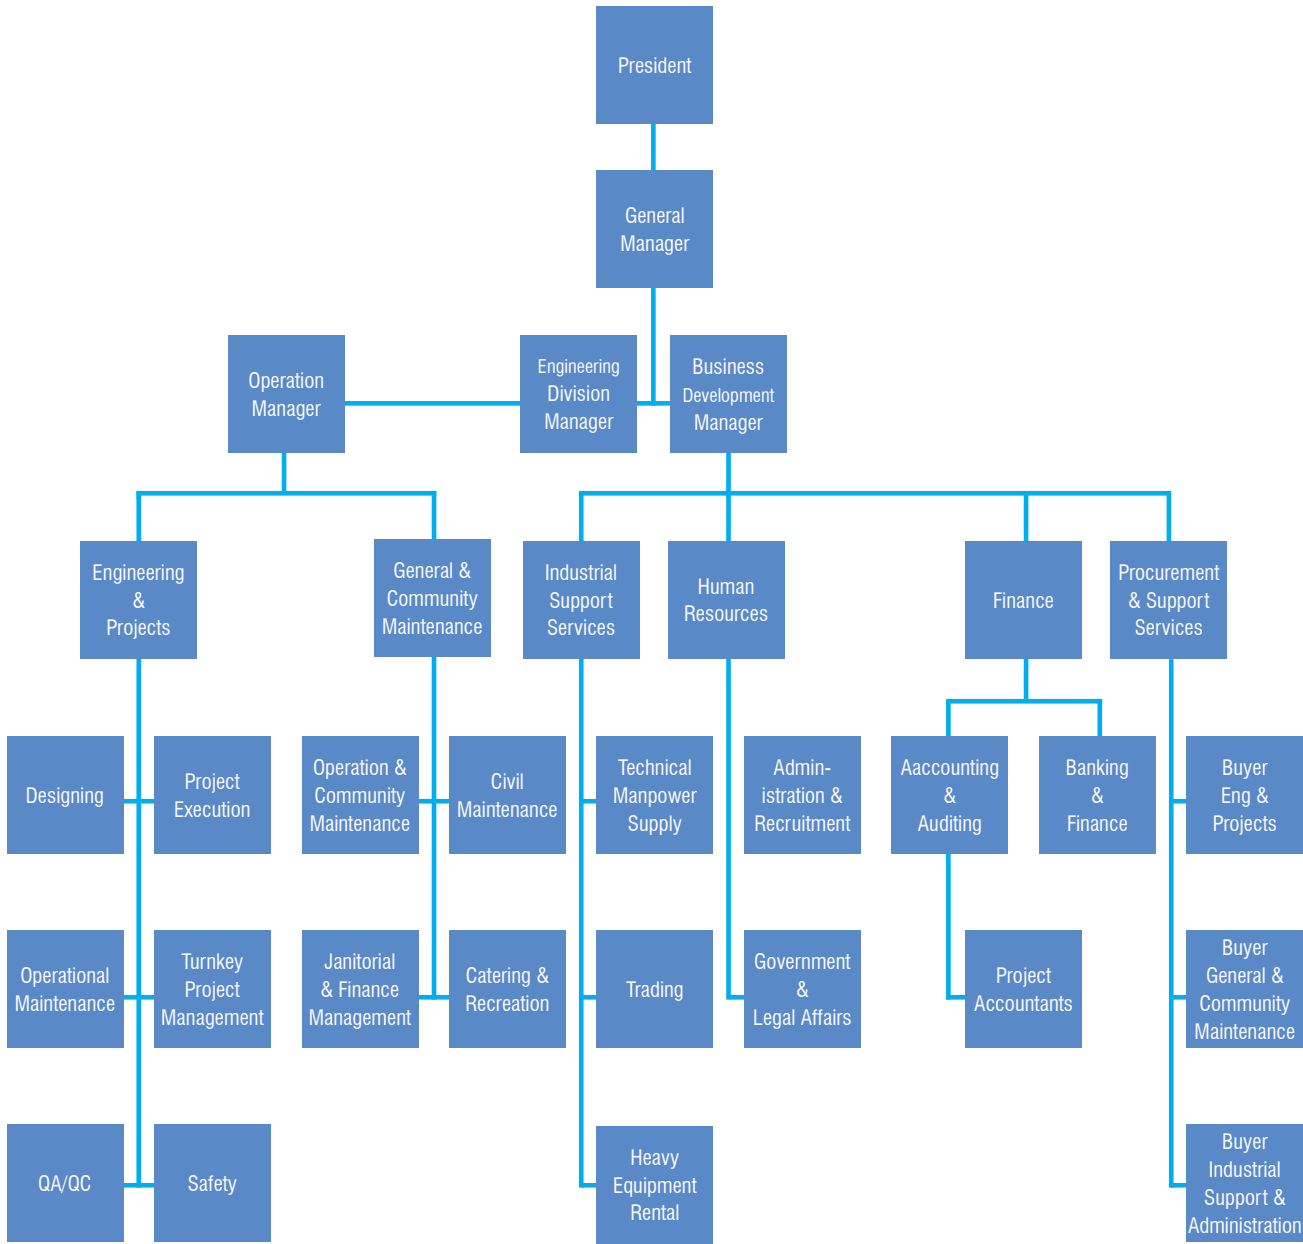 President
General
Manager
Operation
Manager
Engineering
Division
Manager
Business
Development
Manager
Engineering
&
Projects
General &
Community
Maintenance
Industrial
Support
Services
Human
Resources
Finance
Procurement
& Support
Services
Designing
Project
Execution
Operation &
Community
Maintenance
Civil
Maintenance
Technical
Manpower
Supply
Admin-
istration &
Recruitment
Aaccounting
&
Auditing
Banking
&
Finance
Buyer
Eng &
Projects
Operational
Maintenance
Turnkey
Project
Management
Janitorial
& Finance
Management
Catering &
Recreation
Trading
Government
&
Legal Affairs
Project
Accountants
Buyer
General &
Community
Maintenance
QA/QC
Safety
Heavy
Equipment
Rental
Buyer
Industrial
Support &
Administration